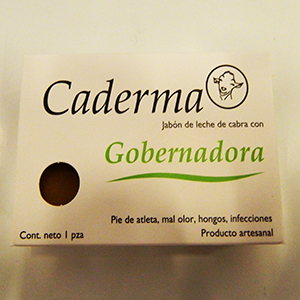 Caderma
Jabón de leche de cabra con
Gobernadora
Pie de atleta, mal olor, hongos, infecciones
Cont. neto 1 pza
Producto artesanal